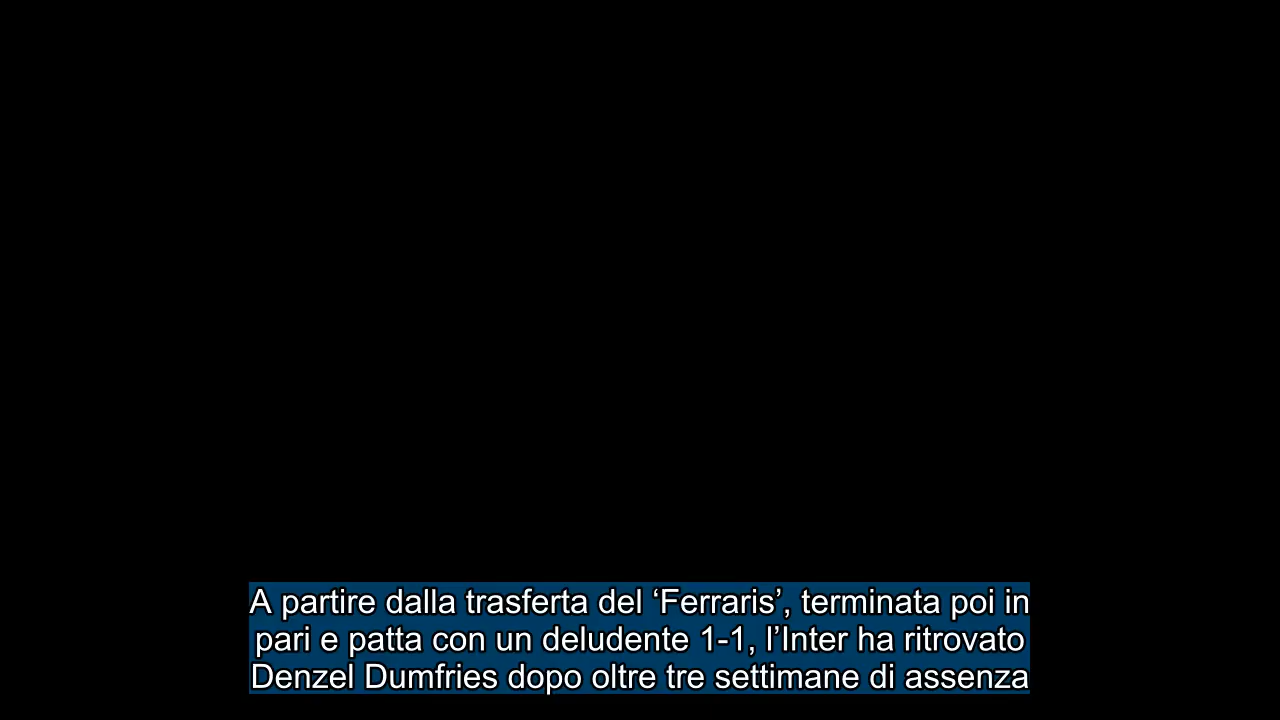 A partire dalla trasferta del ‘Ferraris’, terminata poi in
pari e patta con un deludente 1-1, l’Inter ha ritrovato
Denzel Dumfries dopo oltre tre settimane di assenza